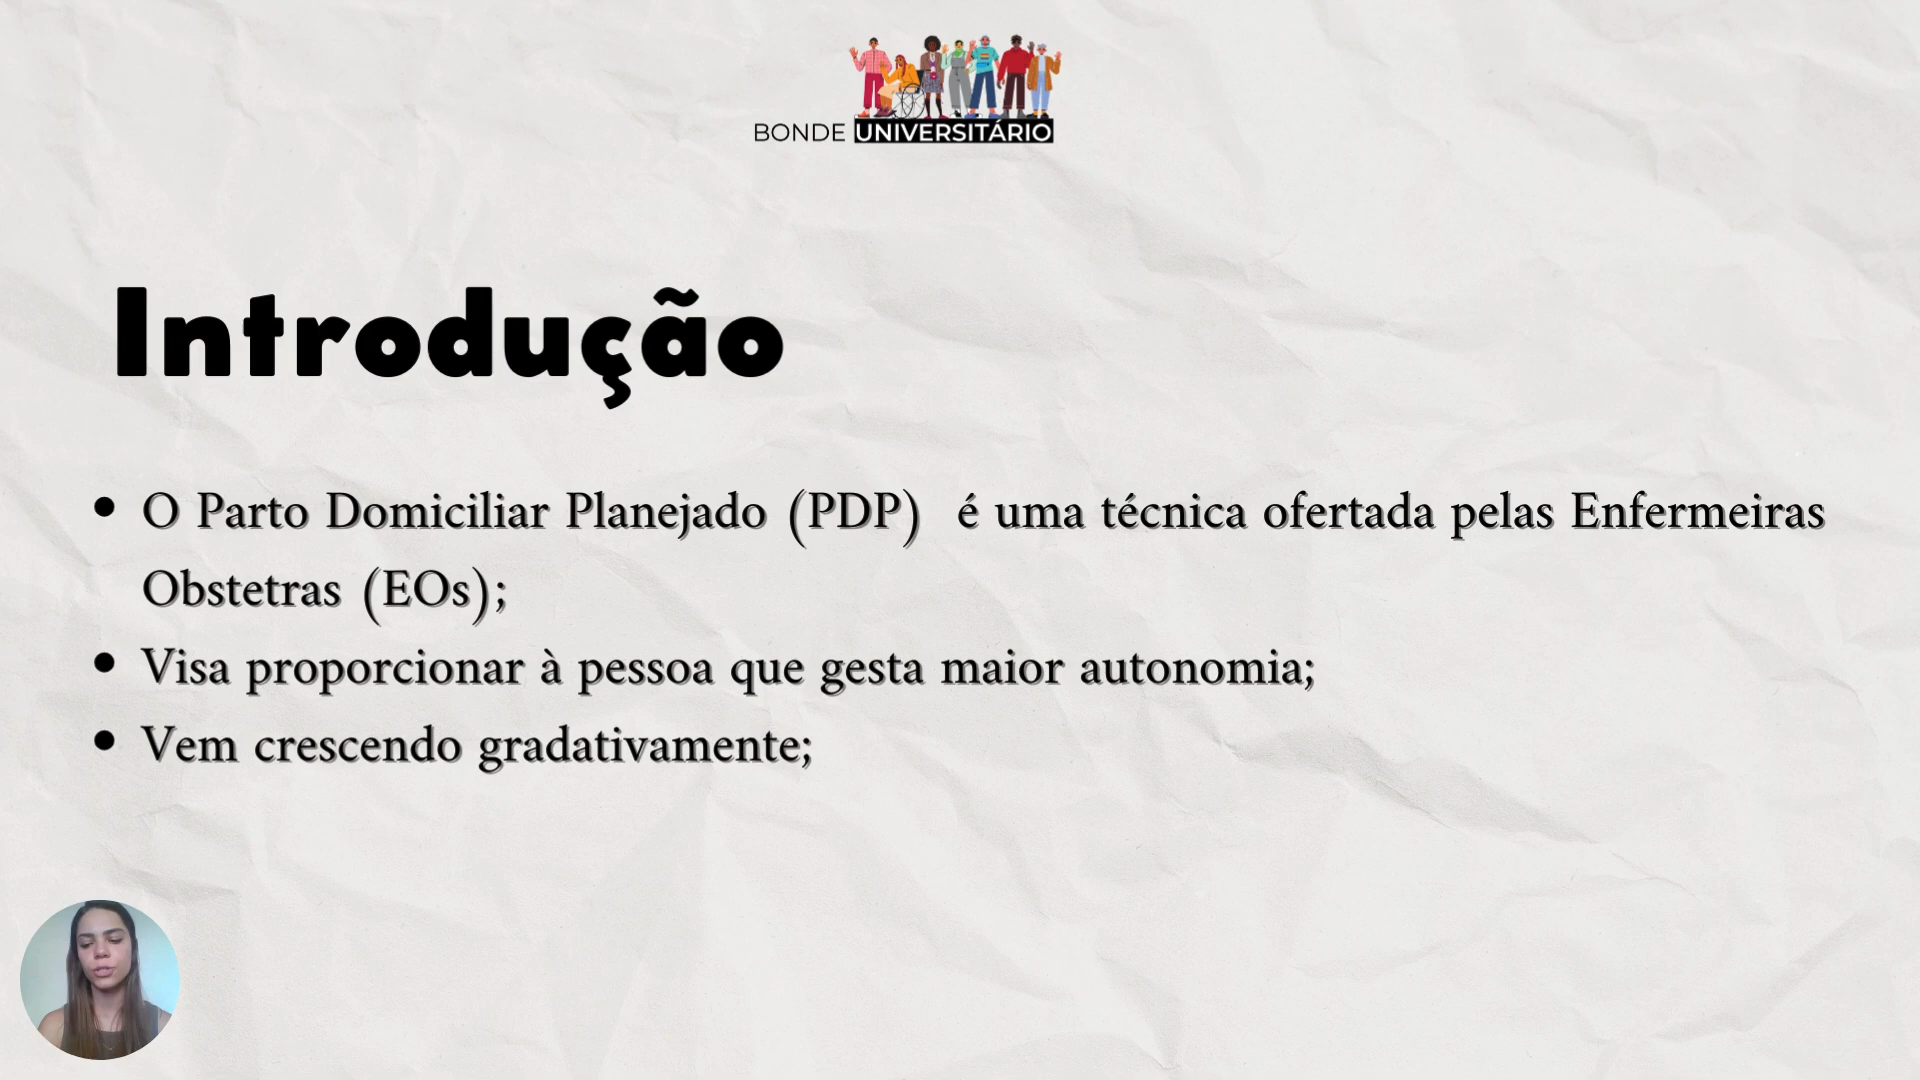 BONDE UNIVERSITÁRIO
Introdução
• O Parto Domiciliar Planejado (PDP) é uma técnica ofertada pelas Enfermeiras
Obstetras (EOs);
• Visa proporcionar à pessoa que gesta maior autonomia;
• Vem crescendo gradativamente;